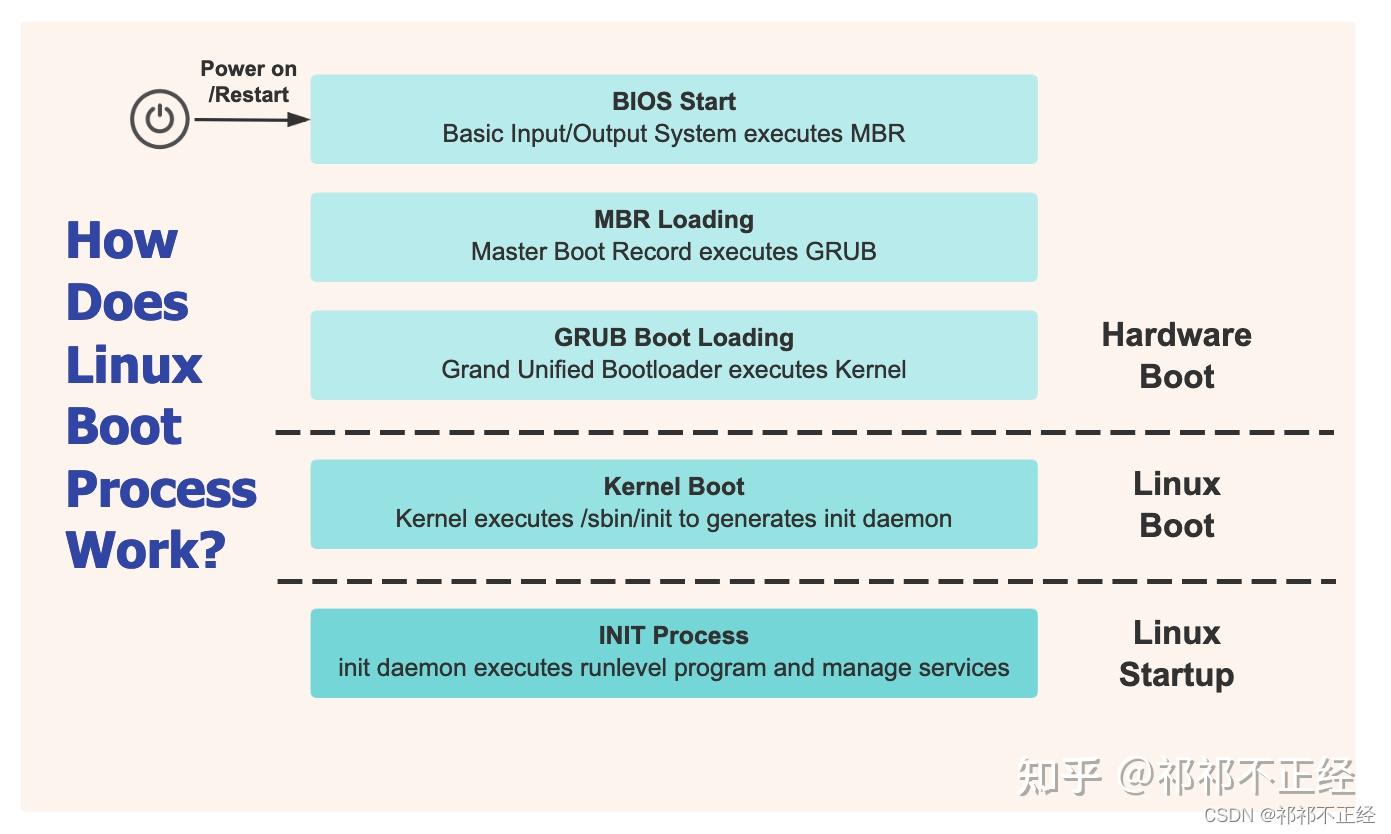 Power on
/Restart
BIOS Start
Basic Input/Output System executes MBR
MBR Loading
Master Boot Record executes GRUB
GRUB Boot Loading
Grand Unified Bootloader executes Kernel
Hardware
Boot
How
Does
Linux
Boot
Process
Work?
Kernel Boot
Kernel executes /sbin/init to generates init daemon
Linux
Boot
INIT Process
init daemon executes runlevel program and manage services
Linux
Startup
知乎 @祁祁不正经
CSDN @祁祁不正经